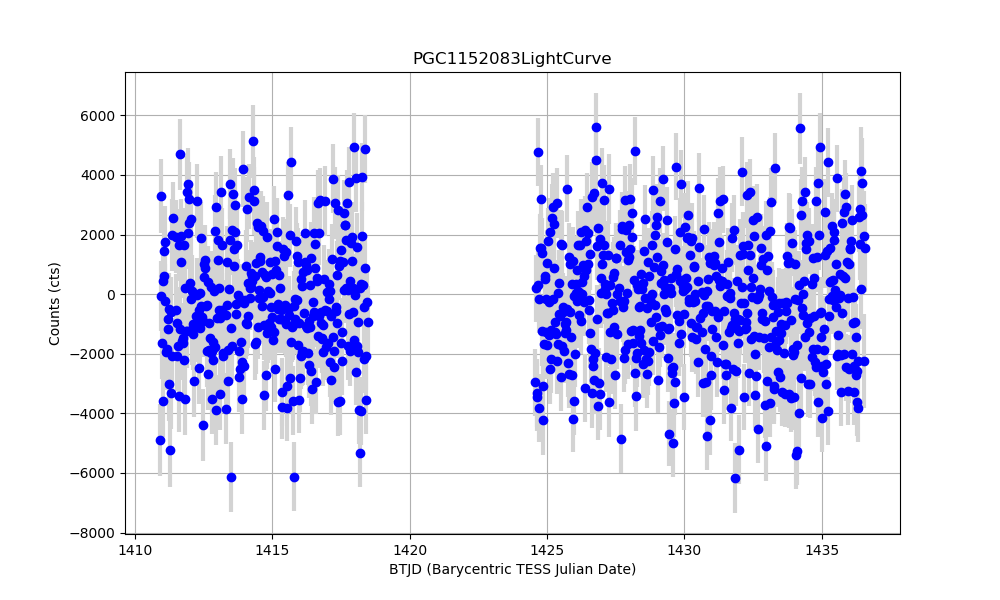 PGC1152083LightCurve
6000
4000
2000
0
−2000
−4000
−6000
−8000
Counts (cts)
1410 1415 1420 1425 1430 1435
BTJD (Barycentric TESS Julian Date)